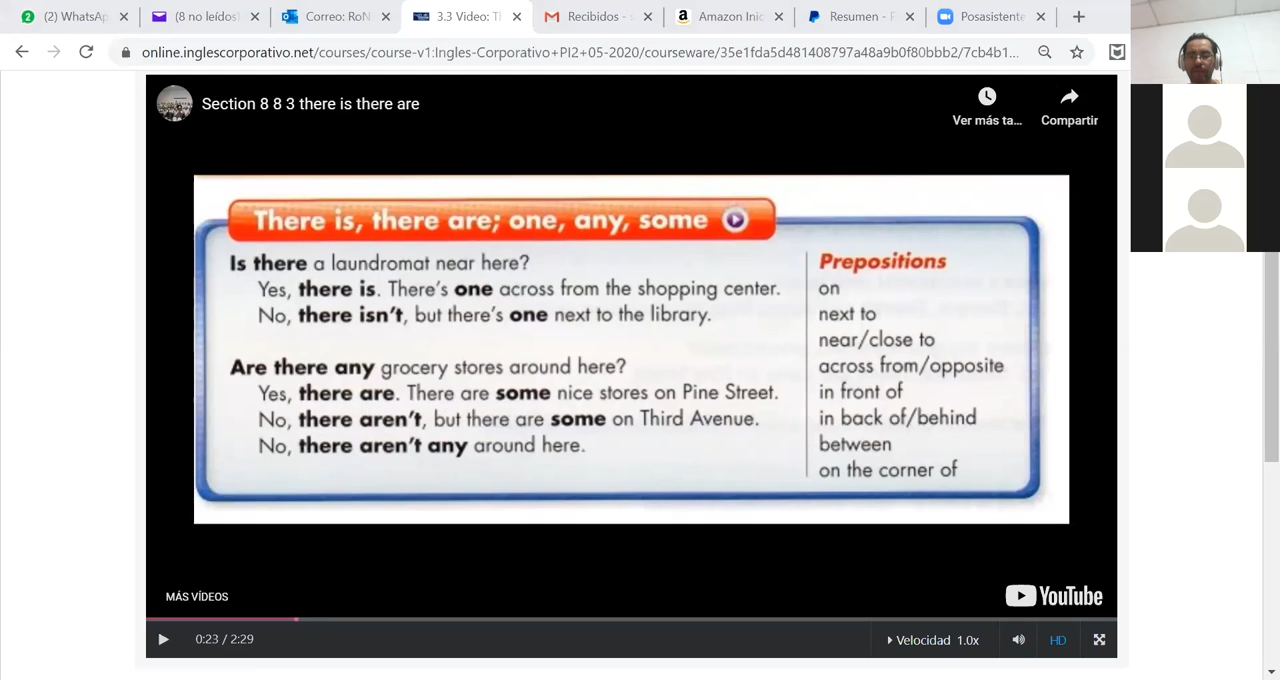 (2) WhatsAp
(8 no leídos)
Correo: RoN
3.3 Video: Tl
Recibidos -
Amazon Inic
Resumen -
Posasistente
online.inglescorporativo.net/courses/course-v1:Ingles-Corporativo+PI2+05-2020/courseware/35e1fda5d481408797a48a9b0f80bbb2/7cb4b1...
Section 8 8 3 there is there are
Ver más ta...
Compartir
There is, there are; one, any, some
Is there a laundromat near here?
Yes, there is. There's one across from the shopping center.
No, there isn't, but there's one next to the library.
Are there any grocery stores around here?
Yes, there are. There are some nice stores on Pine Street.
No, there aren't, but there are some on Third Avenue.
No, there aren't any around here.
Prepositions
on
next to
near/close to
across from/opposite
in front of
in back of/behind
between
on the corner of
MÁS VÍDEOS
YouTube
0:23 / 2:29
Velocidad 1.0x
HD